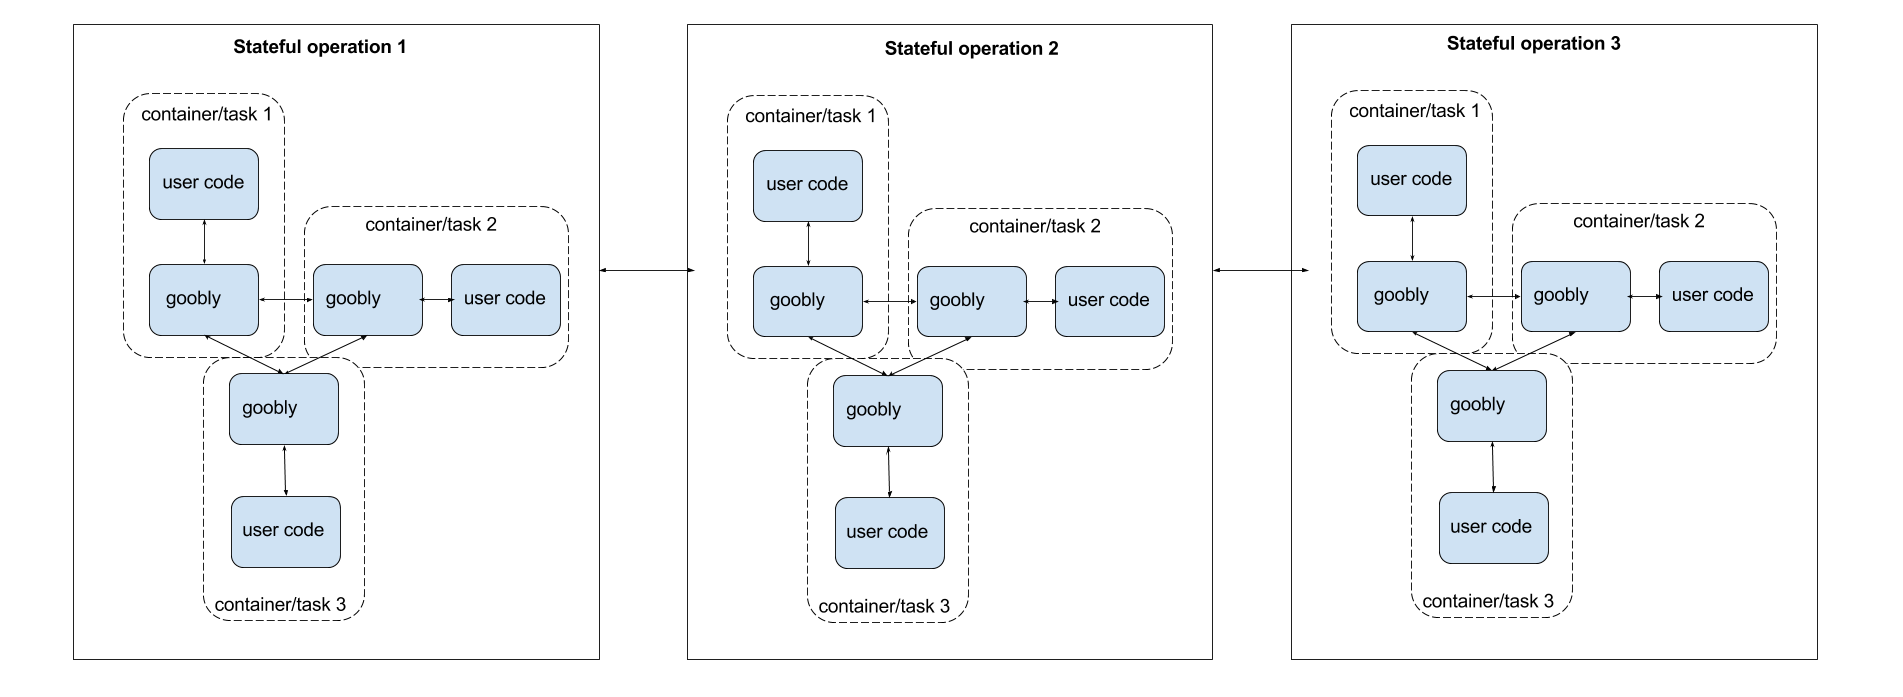 Stateful operation 1
container/task 1
user code
container/task 2
goobly
goobly
user code
goobly
user code
container/task 3
Stateful operation 2
container/task 1
user code
container/task 2
goobly
goobly
user code
goobly
user code
container/task 3
Stateful operation 3
container/task 1
user code
container/task 2
goobly
goobly
user code
goobly
user code
container/task 3